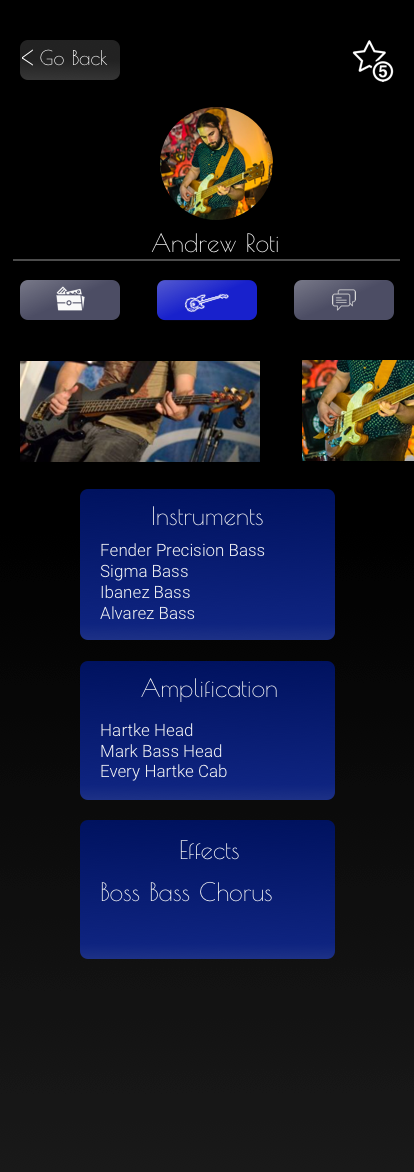 Go Back
5
Andrew Roti
Instruments
Fender Precision Bass
Sigma Bass
Ibanez Bass
Alvarez Bass
Amplification
Hartke Head
Mark Bass Head
Every Hartke Cab
Effects
Boss Bass Chorus